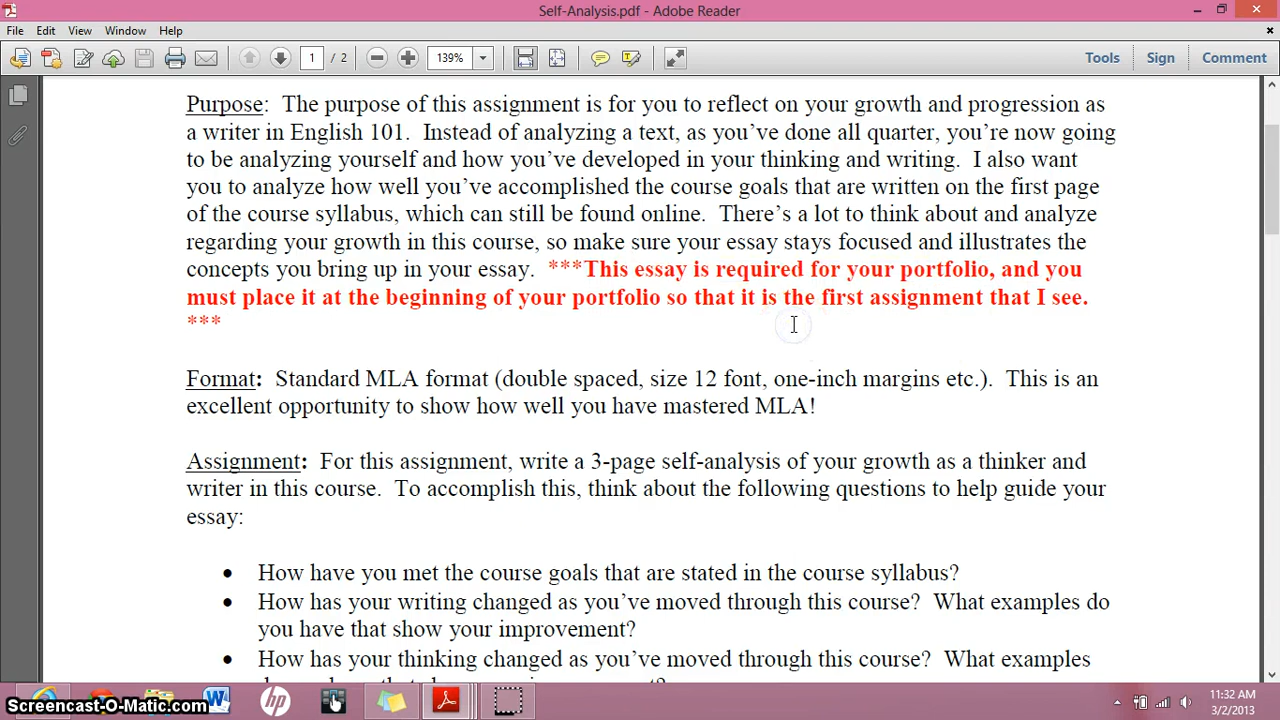 Self-Analysis.pdf - Adobe Reader
File Edit View Window Help
1 / 2 139% Tools Sign Comment
Purpose:  The purpose of this assignment is for you to reflect on your growth and progression as
a writer in English 101.  Instead of analyzing a text, as you’ve done all quarter, you’re now going
to be analyzing yourself and how you’ve developed in your thinking and writing.  I also want
you to analyze how well you’ve accomplished the course goals that are written on the first page
of the course syllabus, which can still be found online.  There’s a lot to think about and analyze
regarding your growth in this course, so make sure your essay stays focused and illustrates the
concepts you bring up in your essay.  ***This essay is required for your portfolio, and you
must place it at the beginning of your portfolio so that it is the first assignment that I see.
***
Format:  Standard MLA format (double spaced, size 12 font, one-inch margins etc.).  This is an
excellent opportunity to show how well you have mastered MLA!
Assignment:  For this assignment, write a 3-page self-analysis of your growth as a thinker and
writer in this course.  To accomplish this, think about the following questions to help guide your
essay:
• How have you met the course goals that are stated in the course syllabus?
• How has your writing changed as you’ve moved through this course?  What examples do
you have that show your improvement?
• How has your thinking changed as you’ve moved through this course?  What examples
Screencast-O-Matic.com
11:32 AM
3/2/2013